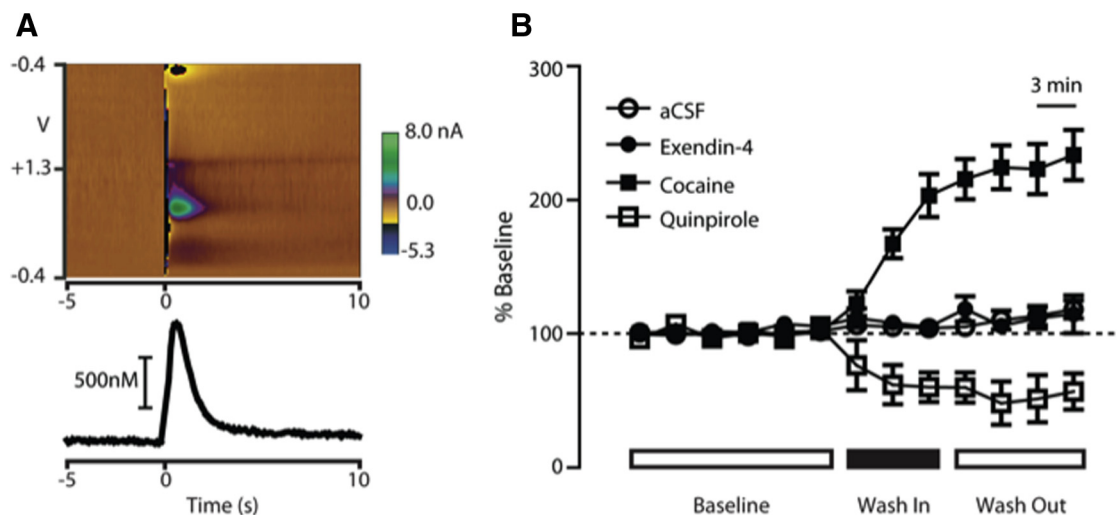 A
-0.4
V
+1.3
-0.4
8.0 nA
0.0
-5.3
-5 0 10
500nM
-5 0 10
Time (s)
B
% Baseline
300
200
100
0
3 min
aCSF
Exendin-4
Cocaine
Quinpirole
Baseline Wash In Wash Out